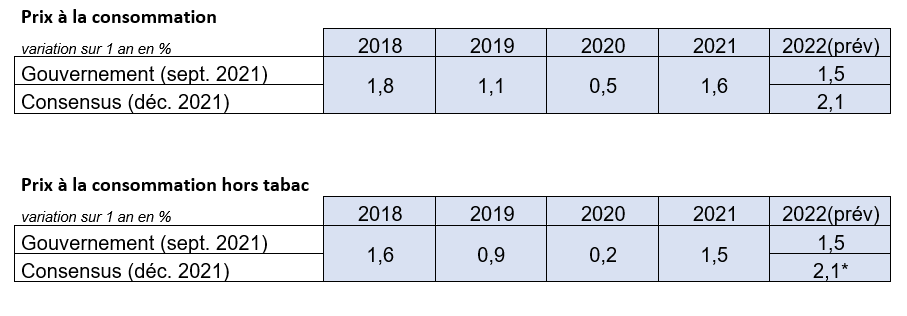 Prix à la consommation
variation sur 1 an en % 2018 2019 2020 2021 2022(prév)
Gouvernement (sept. 2021) 1,8 1,1 0,5 1,6 1,5
Consensus (déc. 2021) 2,1
Prix à la consommation hors tabac
variation sur 1 an en % 2018 2019 2020 2021 2022(prév)
Gouvernement (sept. 2021) 1,6 0,9 0,2 1,5 1,5
Consensus (déc. 2021) 2,1*